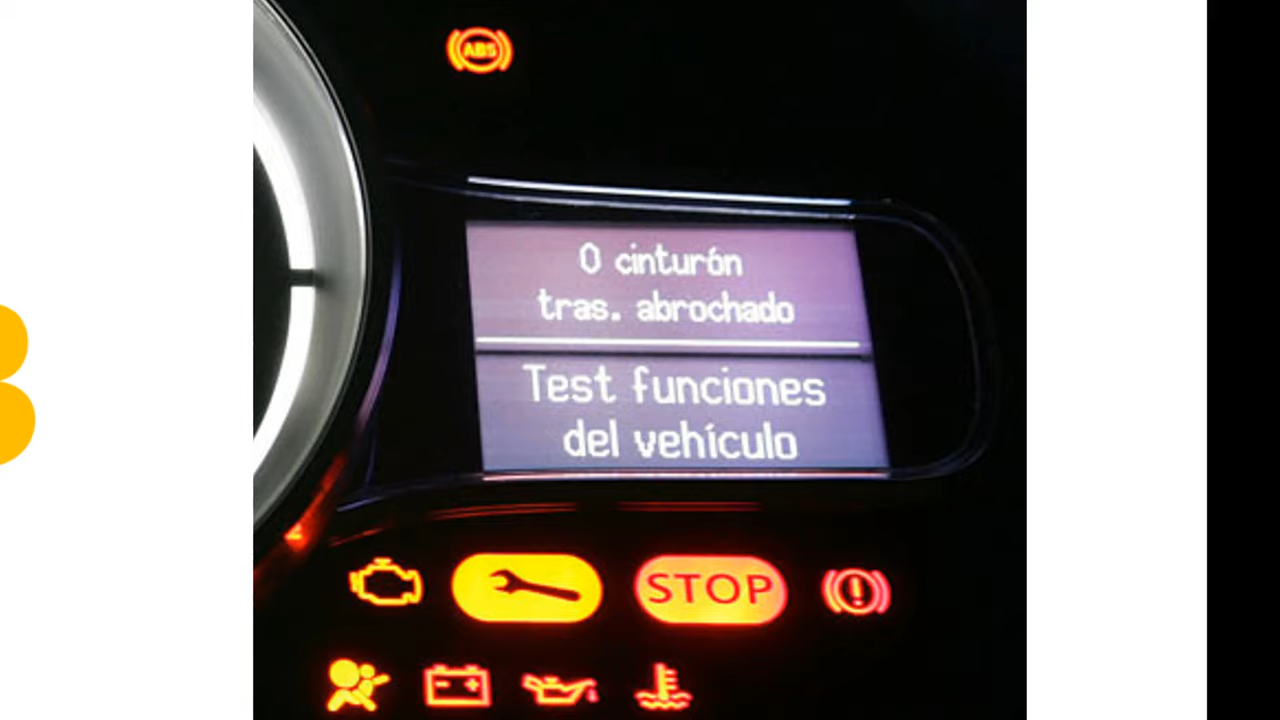 ABS
0 cinturón
tras. abrochado
Test funciones
del vehículo
STOP